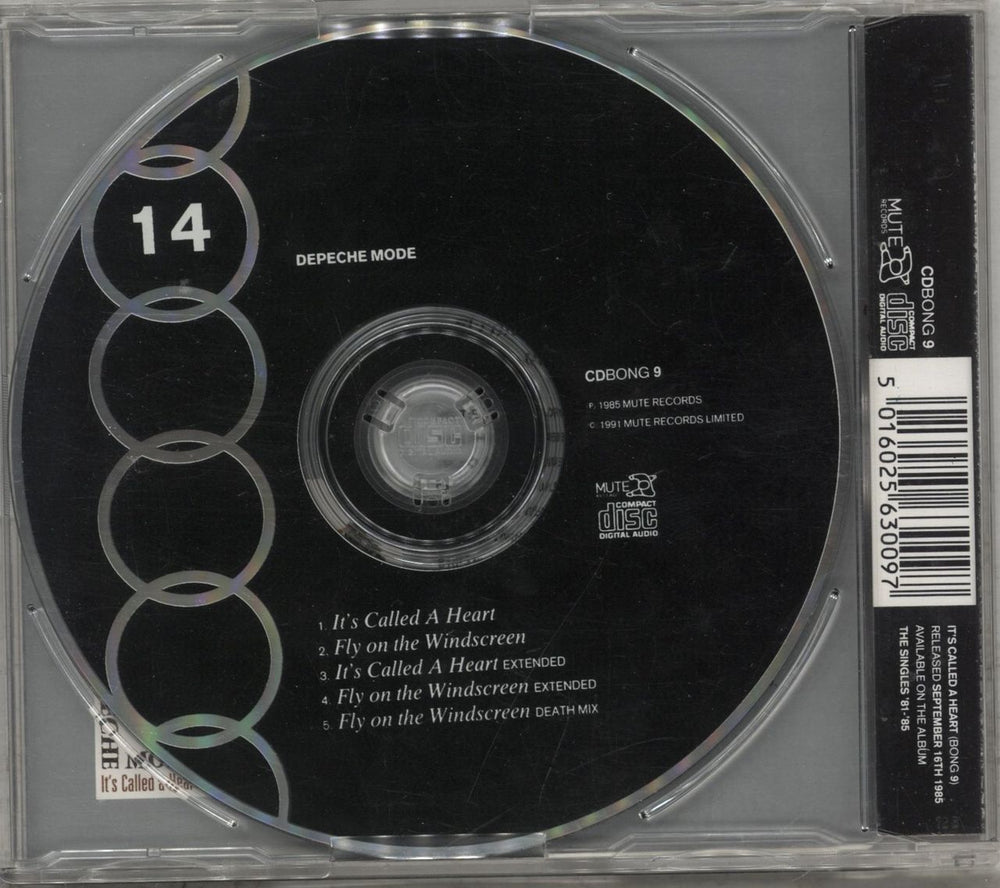 14
DEPECHE MODE
CDBONG 9
P. 1985 MUTE RECORDS
C. 1991 MUTE RECORDS LIMITED
MUTE
COMPACT
disc
DIGITAL AUDIO
1. It's Called A Heart
2. Fly on the Windscreen
3. It's Called A Heart EXTENDED
4. Fly on the Windscreen EXTENDED
5. Fly on the Windscreen DEATH MIX
It's Called
MUTE
RECORDS
COMPACT
disc
DIGITAL AUDIO
CDBONG 9
5 016025 630097
IT'S CALLED A HEART (BONG 9)
RELEASED SEPTEMBER 16TH 1985
AVAILABLE ON THE ALBUM
THE SINGLES '81-'85